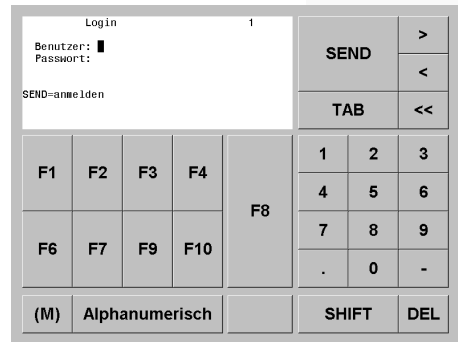 Login 1
Benutzer:
Passwort:
SEND=anmelden
SEND >
<
TAB <<
F1 F2 F3 F4 F8 1 2 3
4 5 6
F6 F7 F9 F10 7 8 9
. 0 -
(M) Alphanumerisch SHIFT DEL